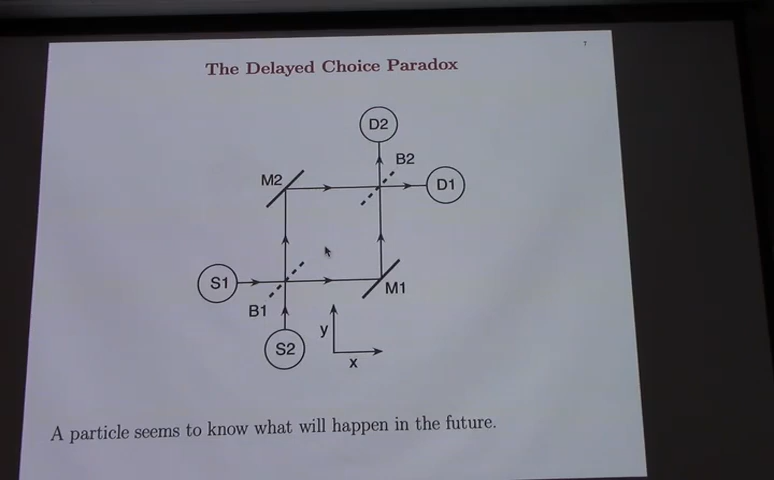 7
The Delayed Choice Paradox
D2
B2
M2
D1
S1
M1
B1
S2
y
x
A particle seems to know what will happen in the future.